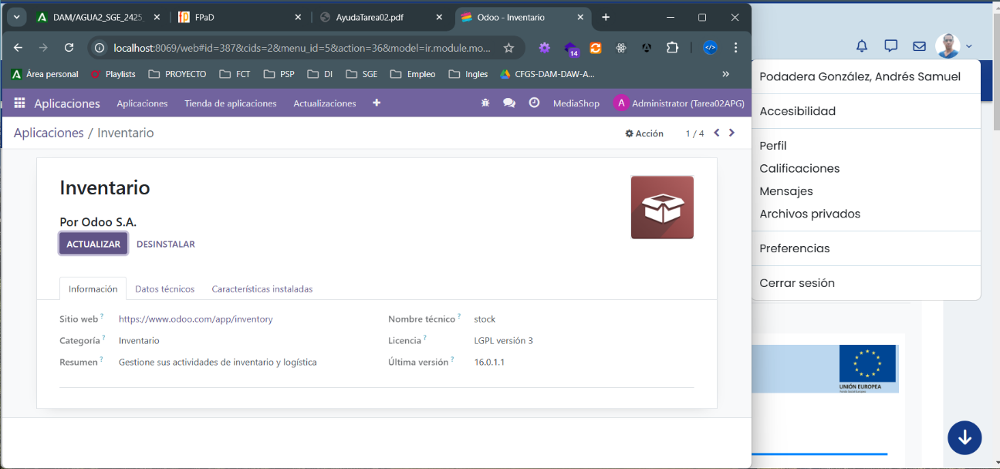 DAM/AGUA2_SGE_2425_
FPaD
AyudaTarea02.pdf
Odoo - Inventario
localhost:8069/web#id=387&cids=2&menu_id=5&action=36&model=ir.module.mo...
14
Área personal
Playlists
PROYECTO
FCT
PSP
DI
SGE
Empleo
Ingles
CFGS-DAM-DAW-A...
»
Aplicaciones
Aplicaciones
Tienda de aplicaciones
Actualizaciones
MediaShop
A
Administrator (Tarea02APG)
Aplicaciones / Inventario
Acción
1 / 4
Inventario
Por Odoo S.A.
ACTUALIZAR
DESINSTALAR
Información
Datos técnicos
Características instaladas
Sitio web ?
https://www.odoo.com/app/inventory
Nombre técnico ?
stock
Categoría ?
Inventario
Licencia ?
LGPL versión 3
Resumen ?
Gestione sus actividades de inventario y logística
Última versión ?
16.0.1.1
Podadera González, Andrés Samuel
Accesibilidad
Perfil
Calificaciones
Mensajes
Archivos privados
Preferencias
Cerrar sesión
UNIÓN EUROPEA